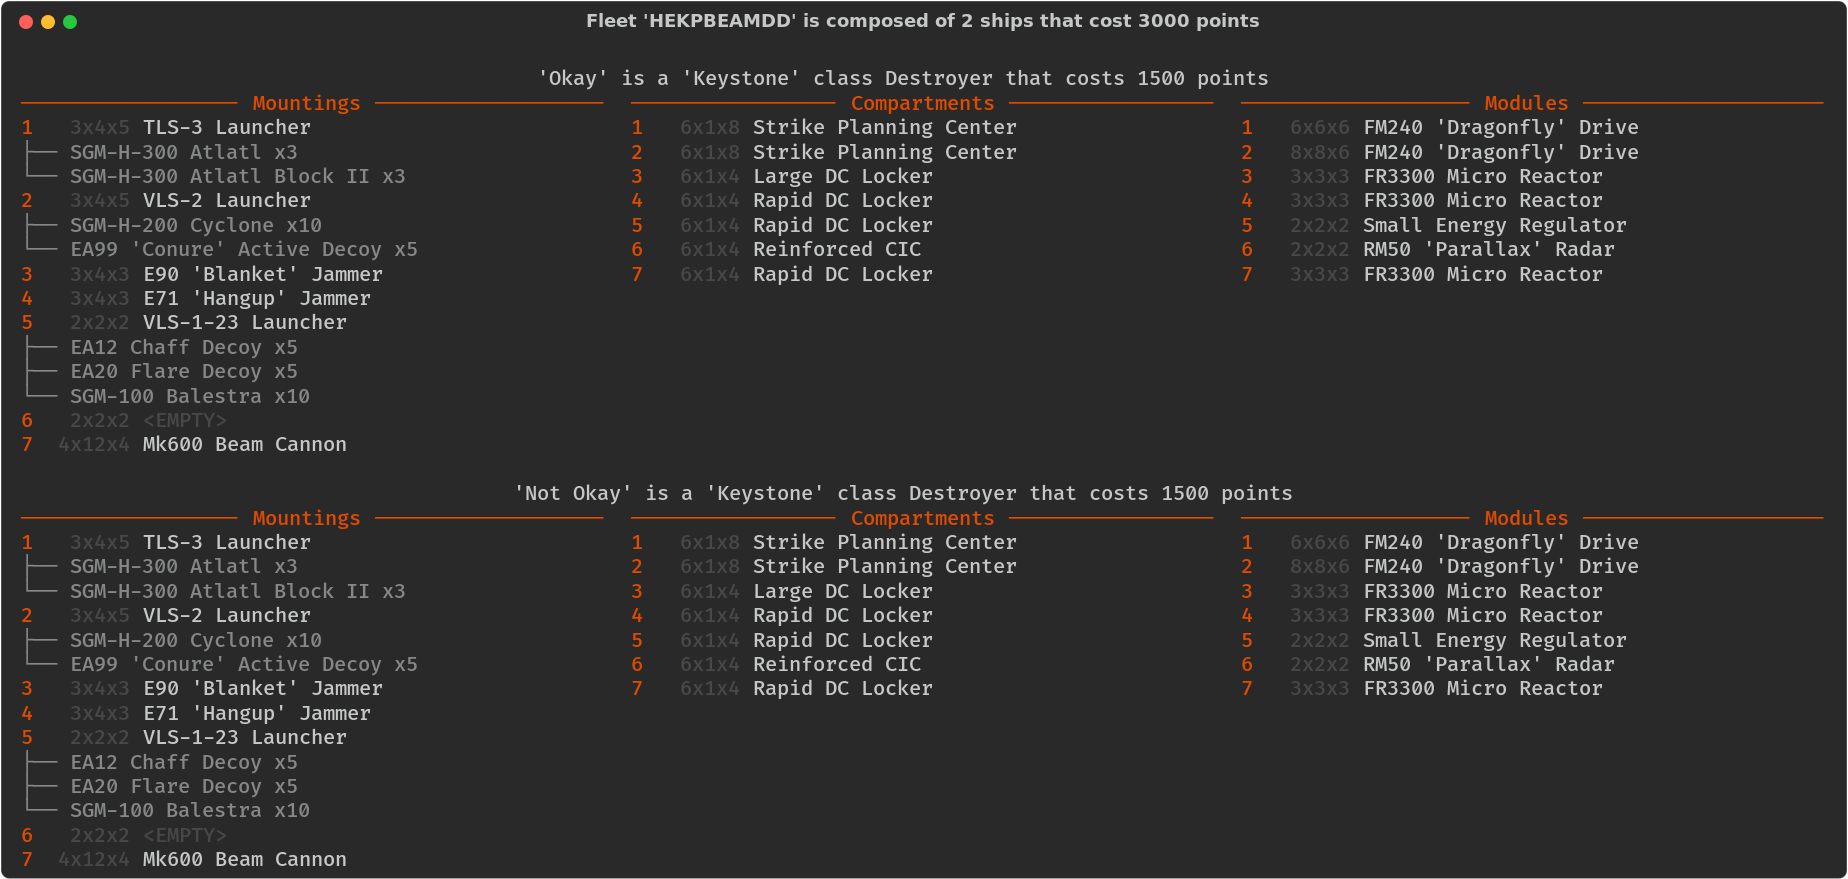 Fleet 'HEKPBEAMDD' is composed of 2 ships that cost 3000 points
'Okay' is a 'Keystone' class Destroyer that costs 1500 points
Mountings Compartments Modules
1 3x4x5 TLS-3 Launcher 1 6x1x8 Strike Planning Center 1 6x6x6 FM240 'Dragonfly' Drive
SGM-H-300 Atlatl x3 2 6x1x8 Strike Planning Center 2 8x8x6 FM240 'Dragonfly' Drive
SGM-H-300 Atlatl Block II x3 3 6x1x4 Large DC Locker 3 3x3x3 FR3300 Micro Reactor
2 3x4x5 VLS-2 Launcher 4 6x1x4 Rapid DC Locker 4 3x3x3 FR3300 Micro Reactor
SGM-H-200 Cyclone x10 5 6x1x4 Rapid DC Locker 5 2x2x2 Small Energy Regulator
EA99 'Conure' Active Decoy x5 6 6x1x4 Reinforced CIC 6 2x2x2 RM50 'Parallax' Radar
3 3x4x3 E90 'Blanket' Jammer 7 6x1x4 Rapid DC Locker 7 3x3x3 FR3300 Micro Reactor
4 3x4x3 E71 'Hangup' Jammer
5 2x2x2 VLS-1-23 Launcher
EA12 Chaff Decoy x5
EA20 Flare Decoy x5
SGM-100 Balestra x10
6 2x2x2 <EMPTY>
7 4x12x4 Mk600 Beam Cannon
'Not Okay' is a 'Keystone' class Destroyer that costs 1500 points
Mountings Compartments Modules
1 3x4x5 TLS-3 Launcher 1 6x1x8 Strike Planning Center 1 6x6x6 FM240 'Dragonfly' Drive
SGM-H-300 Atlatl x3 2 6x1x8 Strike Planning Center 2 8x8x6 FM240 'Dragonfly' Drive
SGM-H-300 Atlatl Block II x3 3 6x1x4 Large DC Locker 3 3x3x3 FR3300 Micro Reactor
2 3x4x5 VLS-2 Launcher 4 6x1x4 Rapid DC Locker 4 3x3x3 FR3300 Micro Reactor
SGM-H-200 Cyclone x10 5 6x1x4 Rapid DC Locker 5 2x2x2 Small Energy Regulator
EA99 'Conure' Active Decoy x5 6 6x1x4 Reinforced CIC 6 2x2x2 RM50 'Parallax' Radar
3 3x4x3 E90 'Blanket' Jammer 7 6x1x4 Rapid DC Locker 7 3x3x3 FR3300 Micro Reactor
4 3x4x3 E71 'Hangup' Jammer
5 2x2x2 VLS-1-23 Launcher
EA12 Chaff Decoy x5
EA20 Flare Decoy x5
SGM-100 Balestra x10
6 2x2x2 <EMPTY>
7 4x12x4 Mk600 Beam Cannon